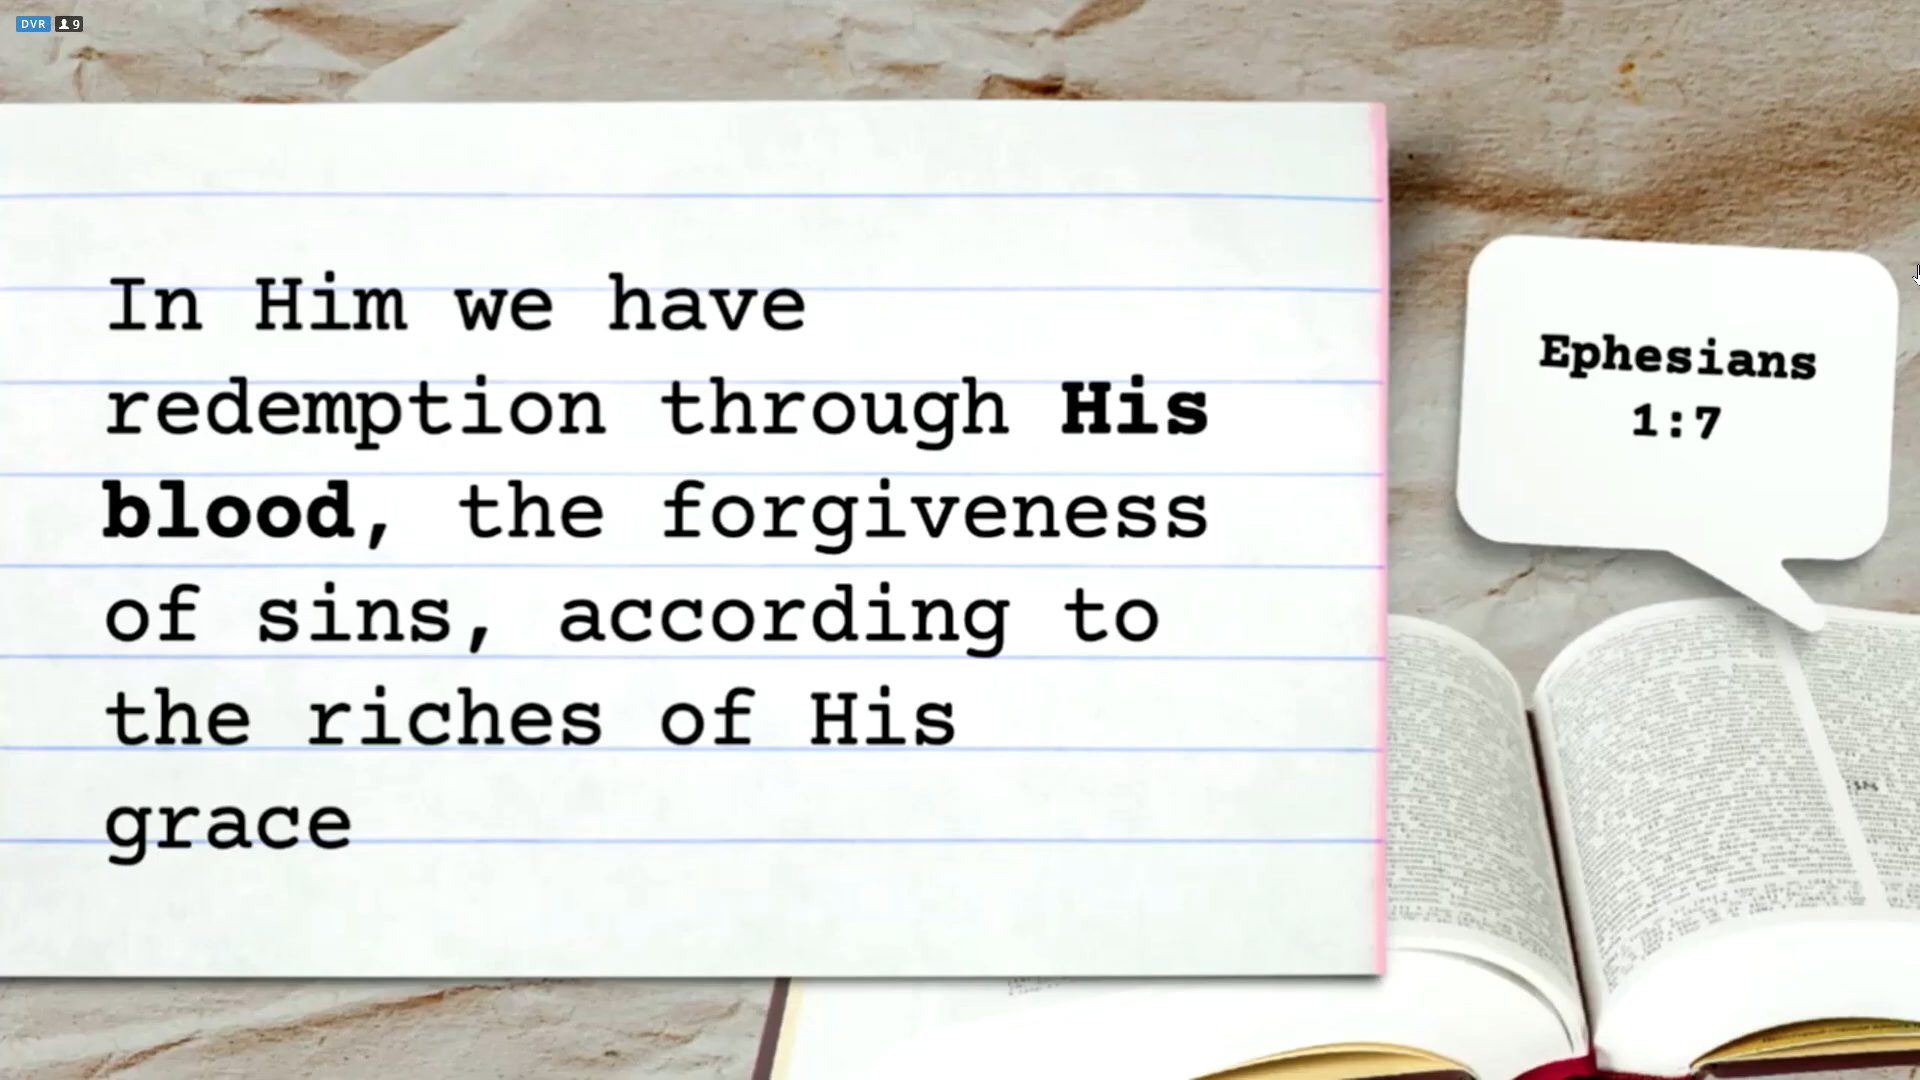 DVR 9
In Him we have
redemption through His
blood, the forgiveness
of sins, according to
the riches of His
grace
Ephesians
1:7